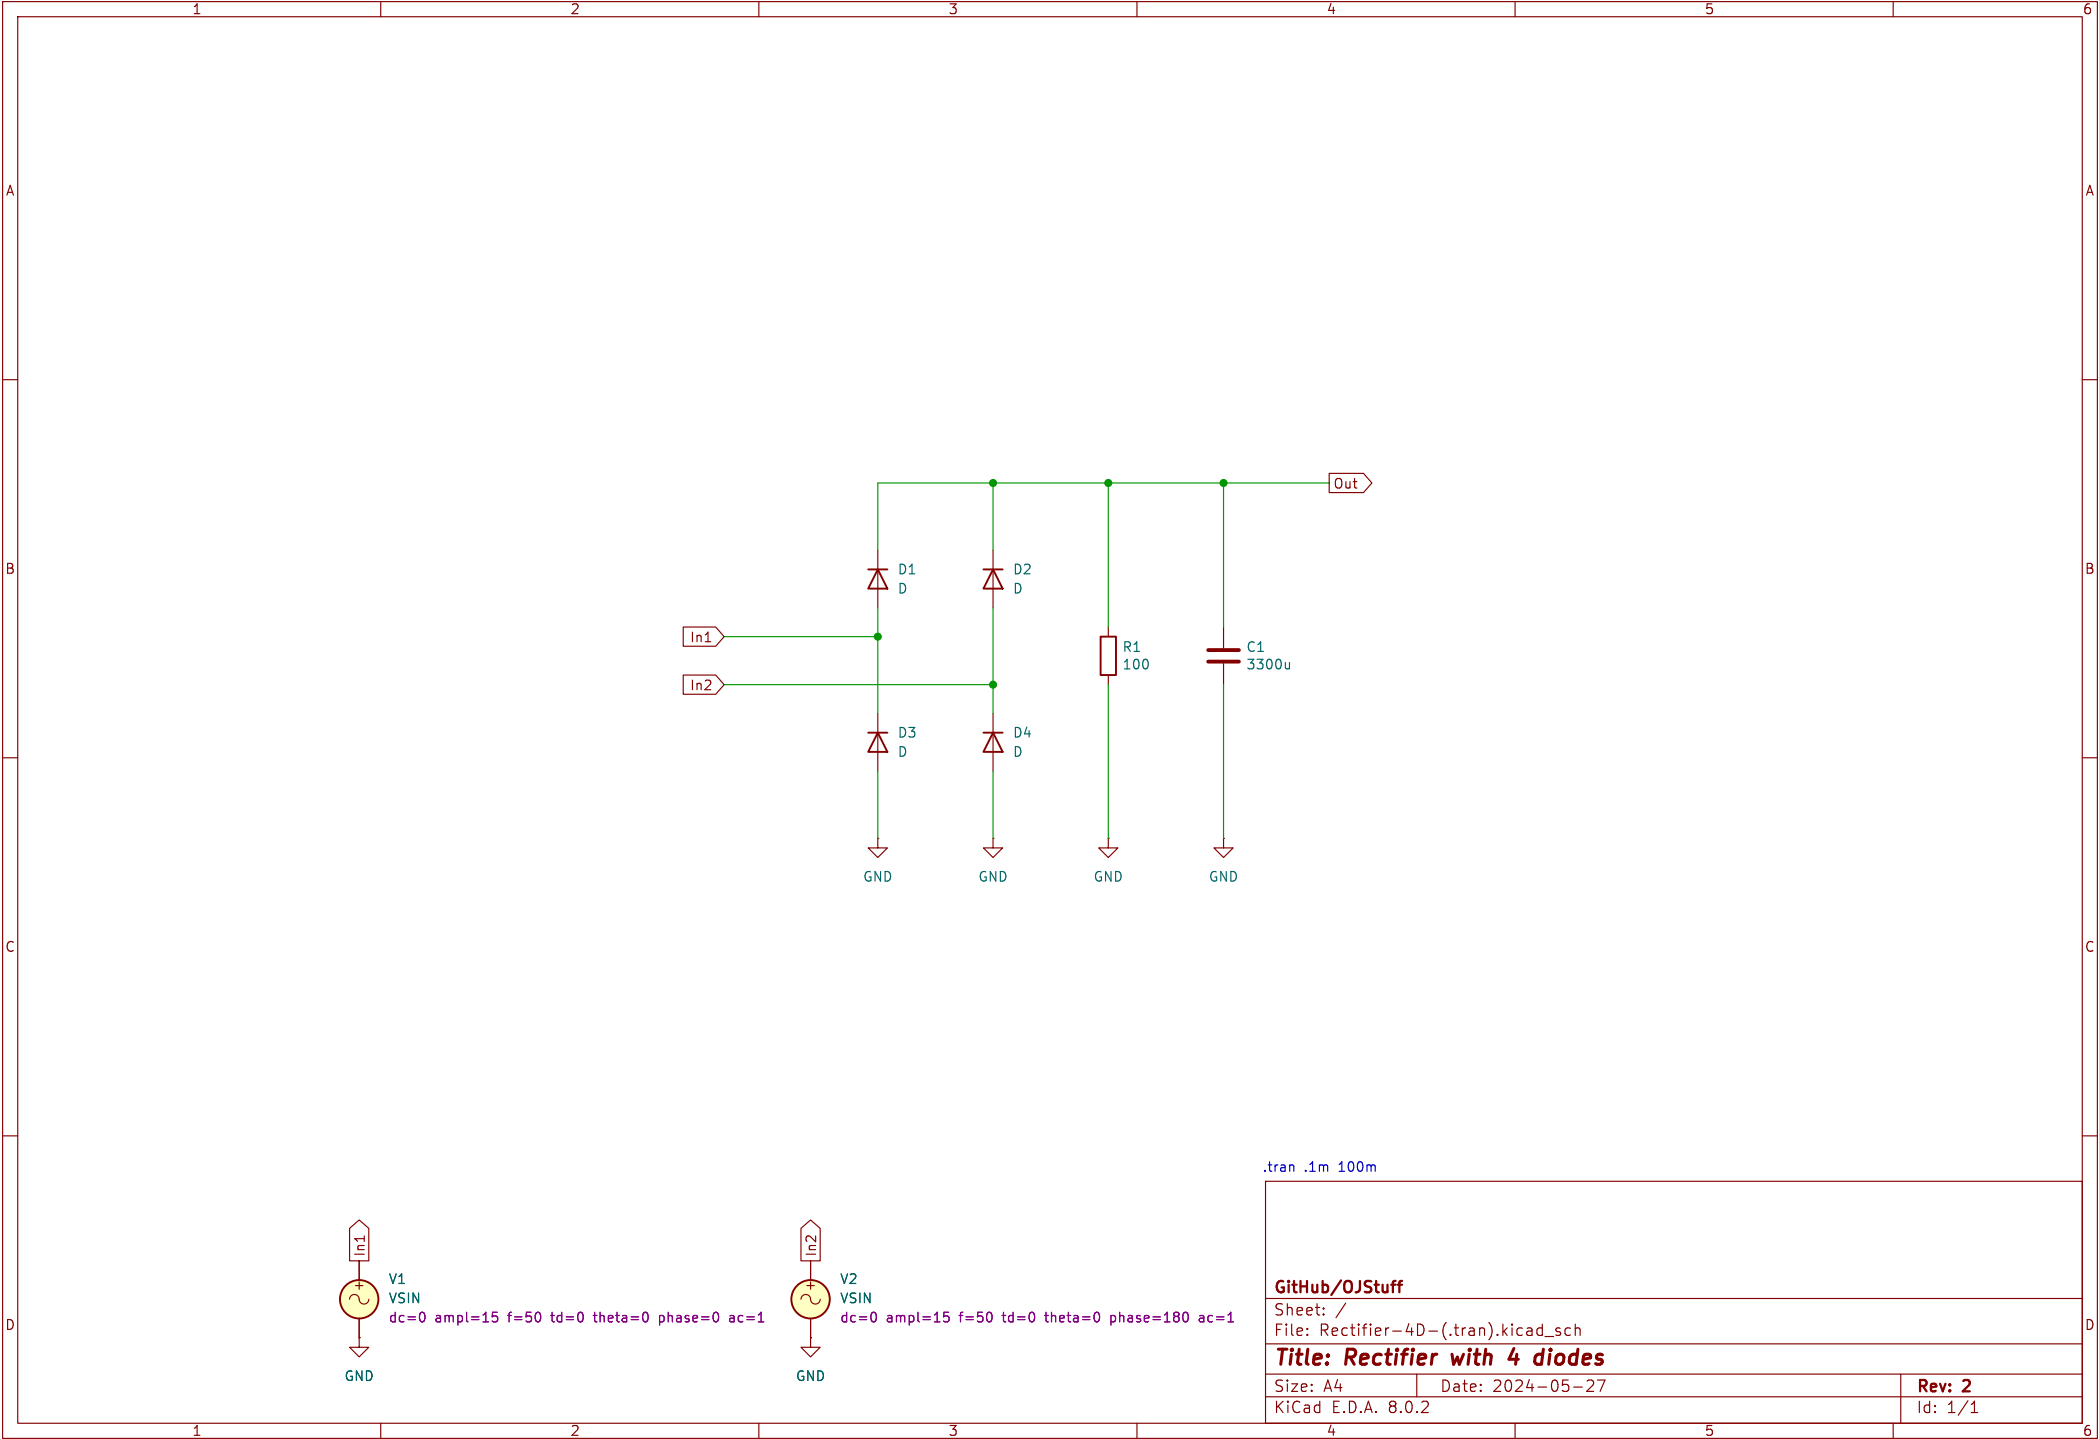 1 2 3 4 5 6
A A
Out
D1
D
D2
D
B B
In1
R1
100
C1
3300u
In2
D3
D
D4
D
GND GND GND GND
C C
.tran .1m 100m
In1
V1
VSIN
dc=0 ampl=15 f=50 td=0 theta=0 phase=0 ac=1
GND
In2
V2
VSIN
dc=0 ampl=15 f=50 td=0 theta=0 phase=180 ac=1
GND
GitHub/OJStuff
Sheet: /
File: Rectifier-4D-(.tran).kicad_sch
Title: Rectifier with 4 diodes
Size: A4 Date: 2024-05-27 Rev: 2
KiCad E.D.A. 8.0.2 Id: 1/1
D D
1 2 3 4 5 6